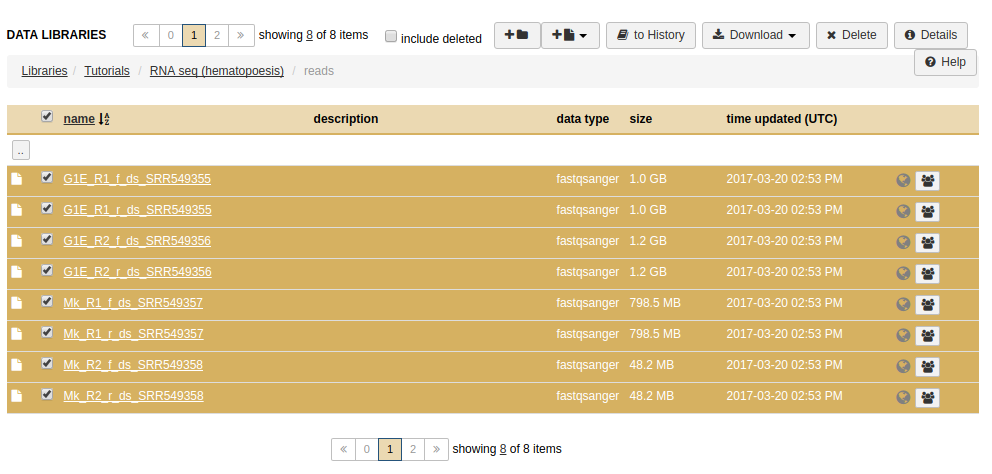 DATA LIBRARIES « 0 1 2 » showing 8 of 8 items include deleted to History Download Delete Details
Help
Libraries / Tutorials / RNA seq (hematopoesis) / reads
name description data type size time updated (UTC)
..
G1E_R1_f_ds_SRR549355 fastqsanger 1.0 GB 2017-03-20 02:53 PM
G1E_R1_r_ds_SRR549355 fastqsanger 1.0 GB 2017-03-20 02:53 PM
G1E_R2_f_ds_SRR549356 fastqsanger 1.2 GB 2017-03-20 02:53 PM
G1E_R2_r_ds_SRR549356 fastqsanger 1.2 GB 2017-03-20 02:53 PM
Mk_R1_f_ds_SRR549357 fastqsanger 798.5 MB 2017-03-20 02:53 PM
Mk_R1_r_ds_SRR549357 fastqsanger 798.5 MB 2017-03-20 02:53 PM
Mk_R2_f_ds_SRR549358 fastqsanger 48.2 MB 2017-03-20 02:53 PM
Mk_R2_r_ds_SRR549358 fastqsanger 48.2 MB 2017-03-20 02:53 PM
« 0 1 2 » showing 8 of 8 items